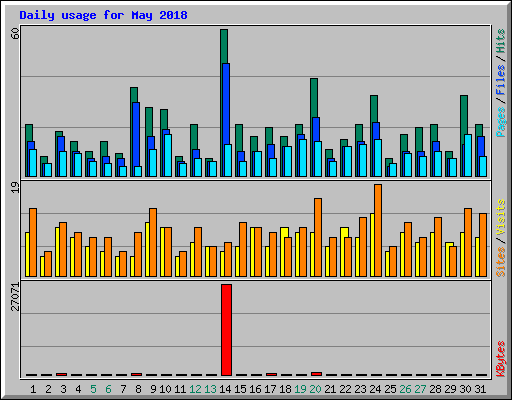 Daily usage for May 2018
60
Pages / Files / Hits
19
Sites / Visits
27071
KBytes
1 2 3 4 5 6 7 8 9 10 11 12 13 14 15 16 17 18 19 20 21 22 23 24 25 26 27 28 29 30 31